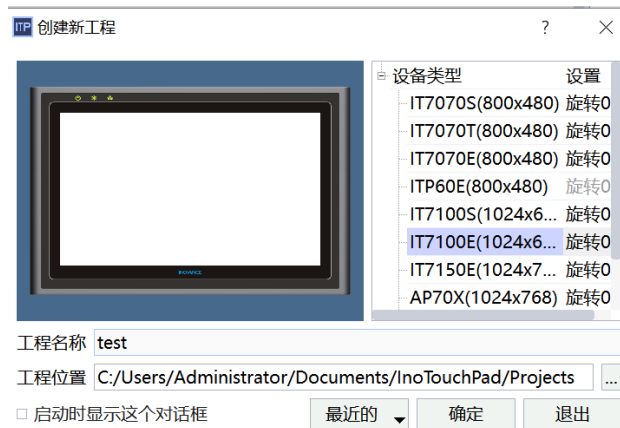 ITP 创建新工程 ?
INOVANCE
设备类型 设置
IT7070S(800x480) 旋转0
IT7070T(800x480) 旋转0
IT7070E(800x480) 旋转0
ITP60E(800x480) 旋转0
IT7100S(1024x6... 旋转0
IT7100E(1024x6... 旋转0
IT7150E(1024x7... 旋转0
AP70X(1024x768) 旋转0
工程名称 test
工程位置 C:/Users/Administrator/Documents/InoTouchPad/Projects ...
启动时显示这个对话框 最近的 确定 退出